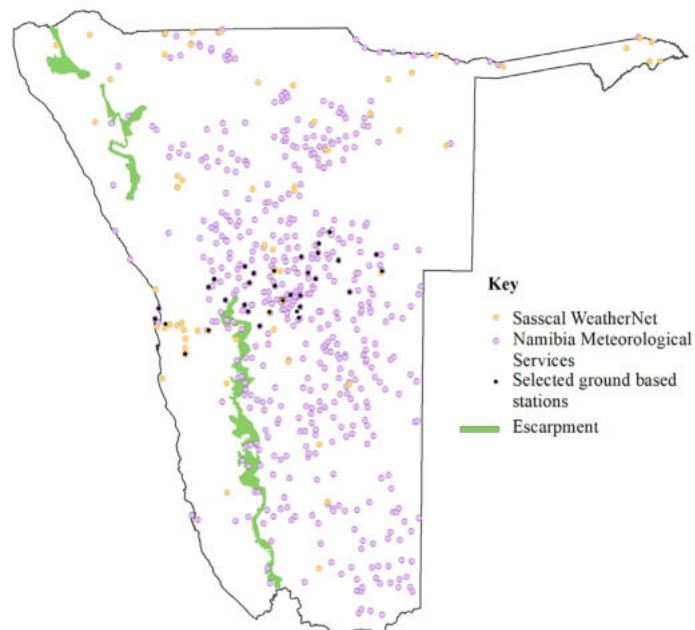 Key
Sasscal WeatherNet
Namibia Meteorological
Services
Selected ground based
stations
Escarpment